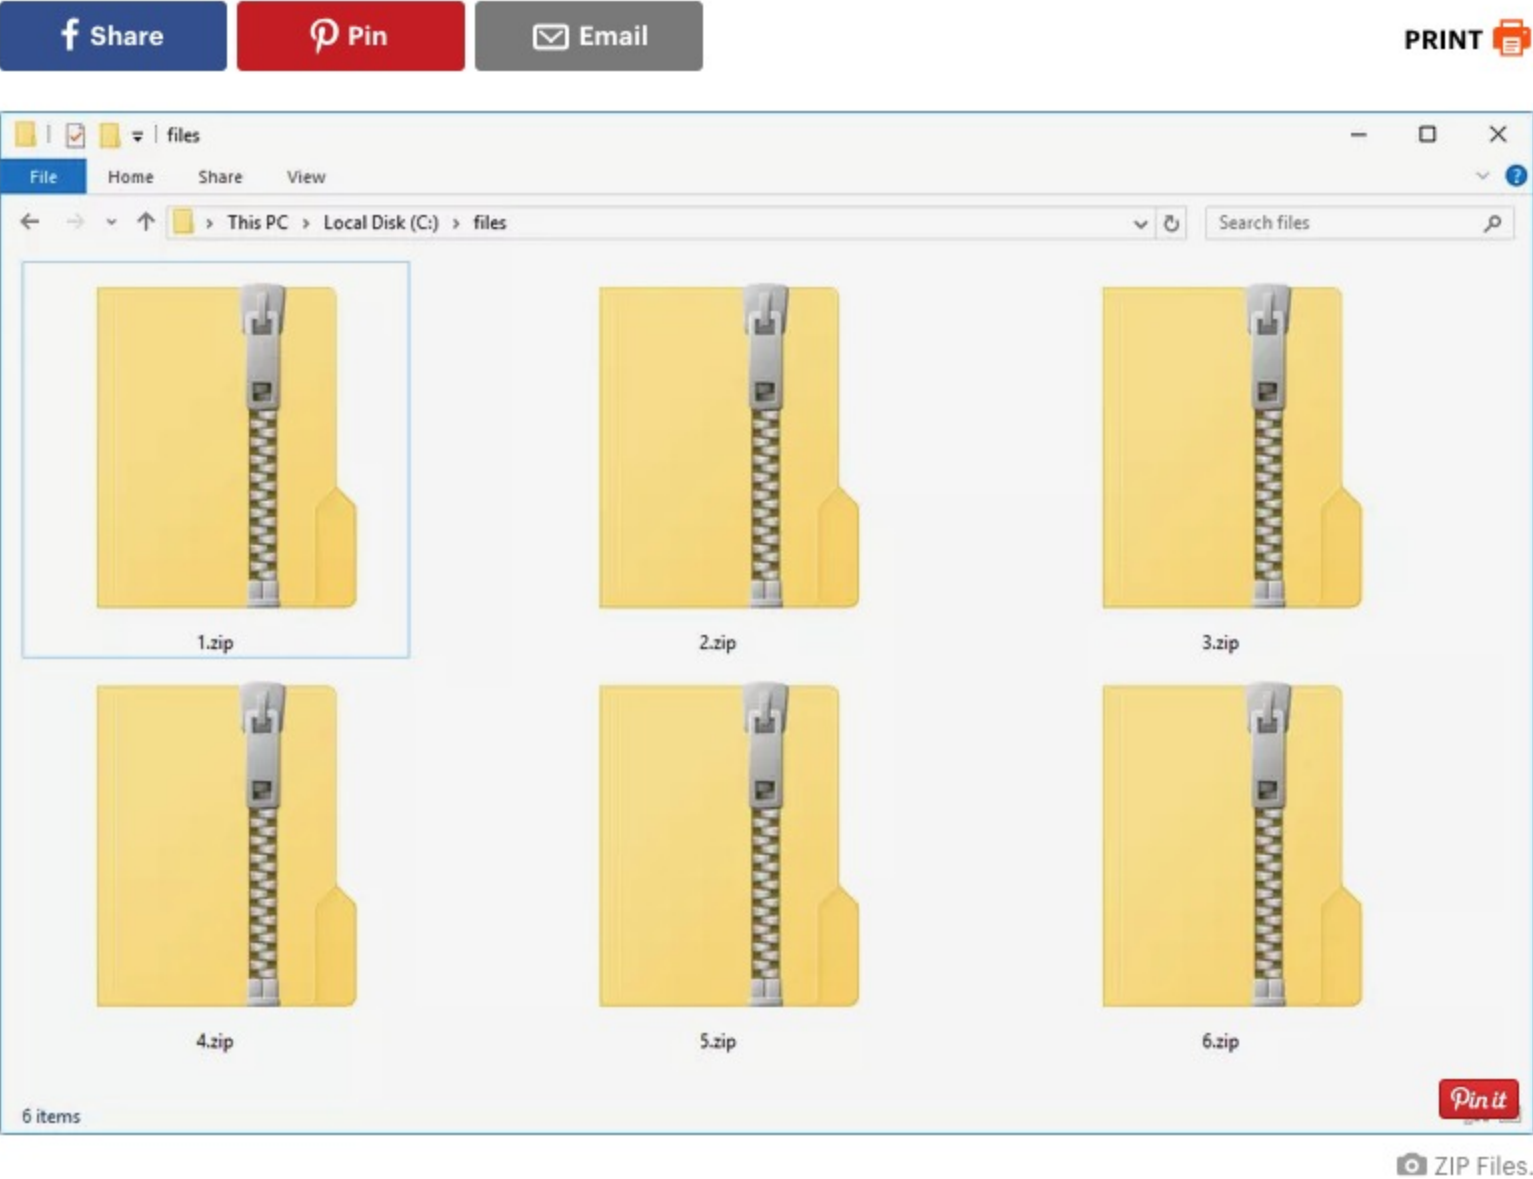 Share Pin Email PRINT
files
File Home Share View
This PC Local Disk (C:) files Search files
1.zip 2.zip 3.zip
4.zip 5.zip 6.zip
Pin it
6 items
ZIP Files.